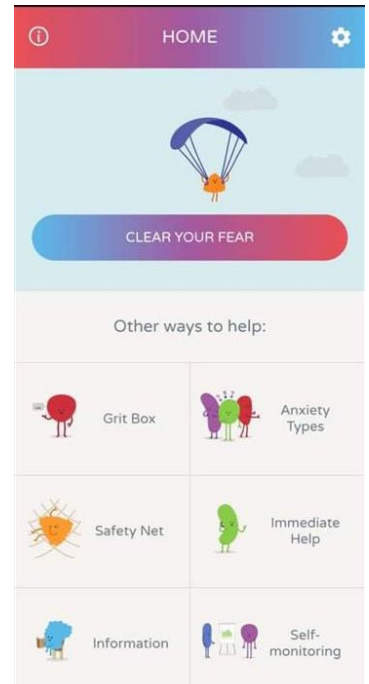 HOME
CLEAR YOUR FEAR
Other ways to help:
Grit Box
Anxiety
Types
Safety Net
Immediate
Help
Information
Self-
monitoring